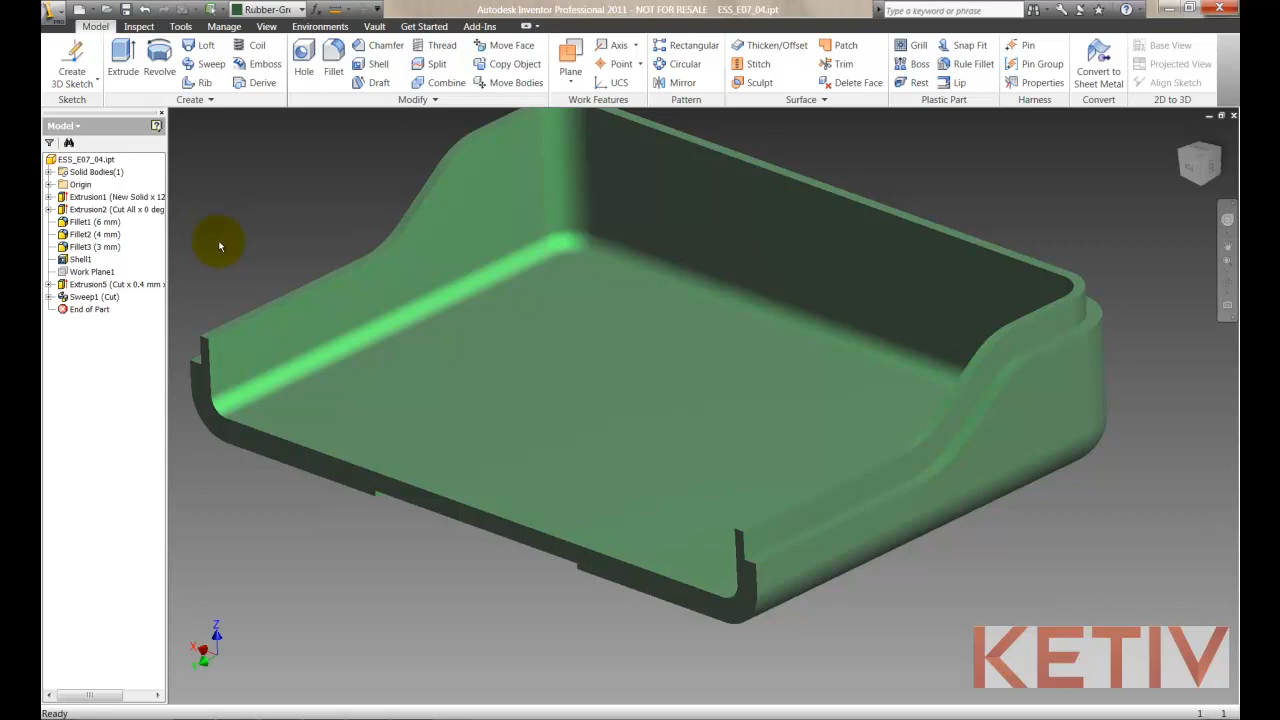 PRO
Rubber-Gre
Autodesk Inventor Professional 2011 - NOT FOR RESALE ESS_E07_04.ipt
Type a keyword or phrase
Model Inspect Tools Manage View Environments Vault Get Started Add-Ins
Create
3D Sketch
Sketch
Extrude
Revolve
Loft
Sweep
Rib
Coil
Emboss
Derive
Create
Hole
Fillet
Chamfer
Shell
Draft
Thread
Split
Combine
Move Face
Copy Object
Move Bodies
Modify
Plane
Axis
Point
UCS
Work Features
Rectangular
Circular
Mirror
Pattern
Thicken/Offset
Stitch
Sculpt
Patch
Trim
Delete Face
Surface
Grill
Boss
Rest
Snap Fit
Rule Fillet
Lip
Plastic Part
Pin
Pin Group
Properties
Harness
Convert to
Sheet Metal
Convert
Base View
Projected View
Align Sketch
2D to 3D
Model
ESS_E07_04.ipt
Solid Bodies(1)
Origin
Extrusion1 (New Solid x 12
Extrusion2 (Cut All x 0 deg
Fillet1 (6 mm)
Fillet2 (4 mm)
Fillet3 (3 mm)
Shell1
Work Plane1
Extrusion5 (Cut x 0.4 mm x
Sweep1 (Cut)
End of Part
Z
X
Y
KETIV
Ready
1 1